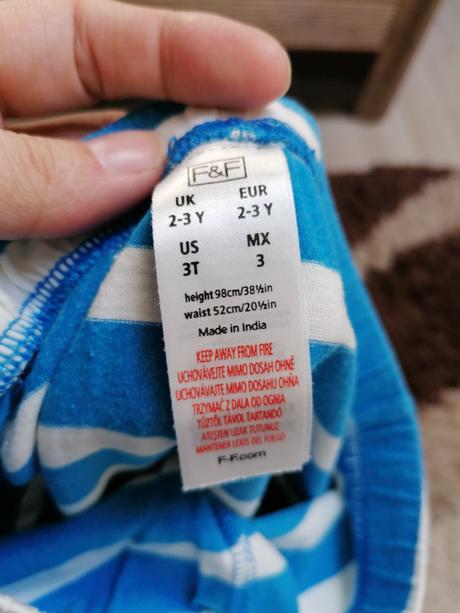 F&F
UK EUR
2-3 Y 2-3 Y
US MX
3T 3
height 98cm/38½in
waist 52cm/20½in
Made in India
KEEP AWAY FROM FIRE
UCHOVÁVEJTE MIMO DOSAH OHNĚ
UCHOVÁVAJTE MIMO DOSAHU OHŇA
TRZYMAĆ Z DALA OD OGNIA
TŰZTŐL TÁVOL TARTANDÓ
ATEŞTEN UZAK TUTUNUZ
MANTENER LEJOS DEL FUEGO
F-F.com